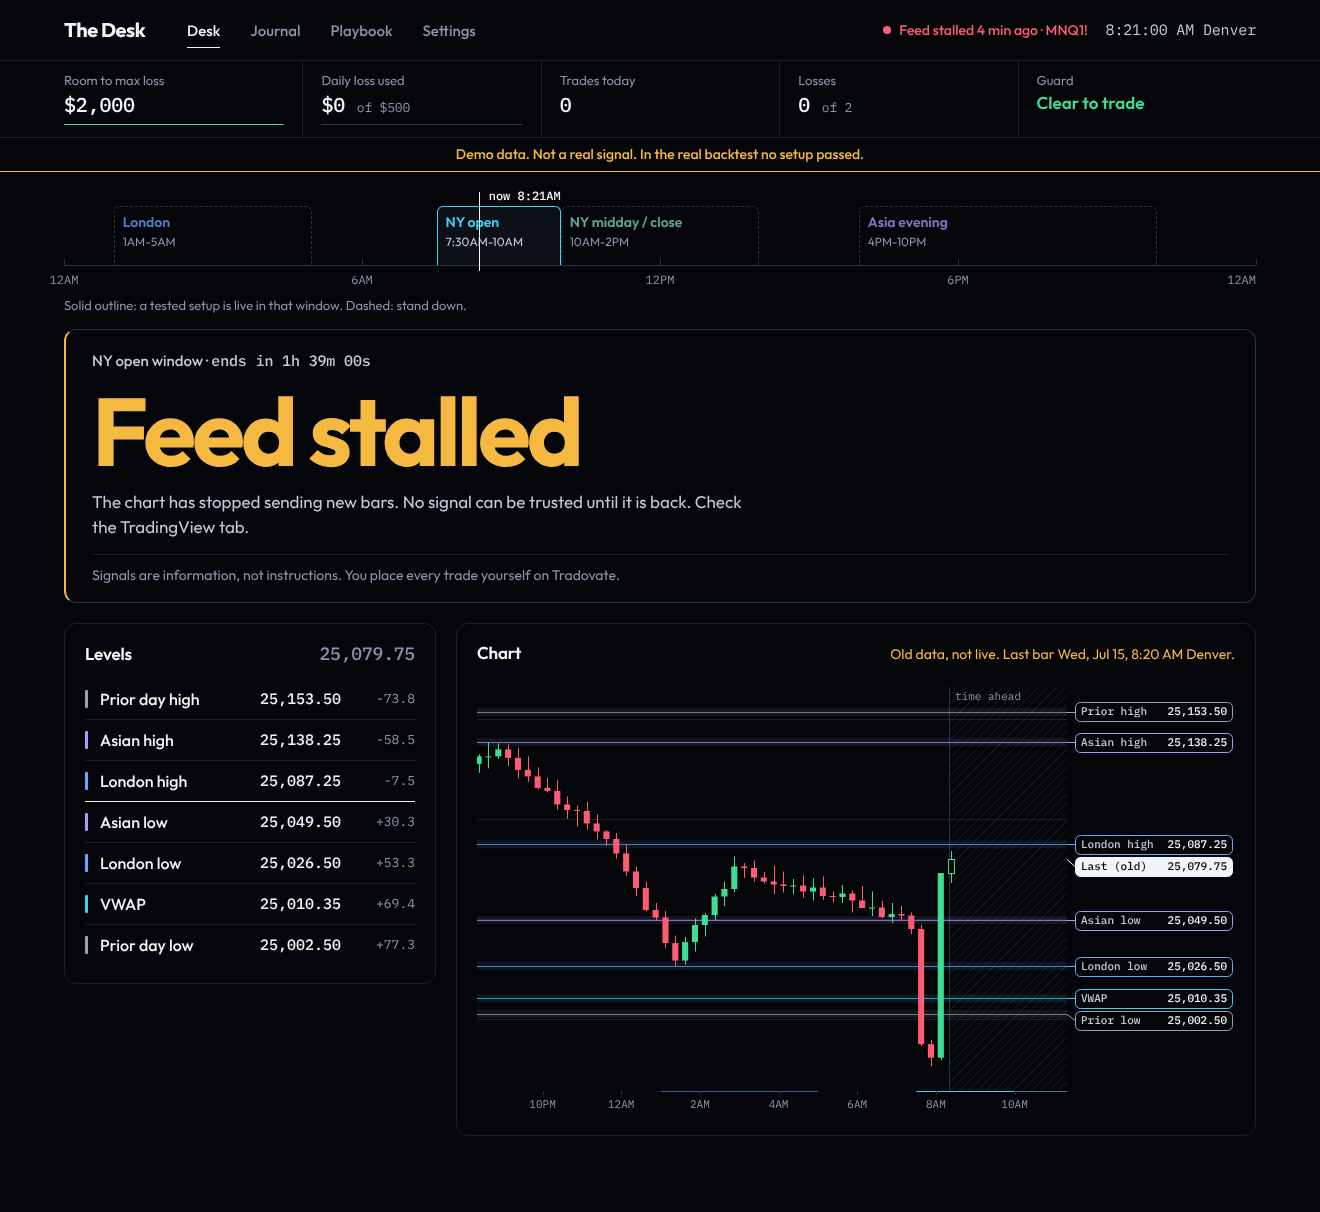 The Desk
Desk
Journal
Playbook
Settings
Feed stalled 4 min ago · MNQ1!
8:21:00 AM Denver
Room to max loss
$2,000
Daily loss used
$0 of $500
Trades today
0
Losses
0 of 2
Guard
Clear to trade
Demo data. Not a real signal. In the real backtest no setup passed.
now 8:21AM
London
1AM-5AM
NY open
7:30AM-10AM
NY midday / close
10AM-2PM
Asia evening
4PM-10PM
12AM
6AM
12PM
6PM
12AM
Solid outline: a tested setup is live in that window. Dashed: stand down.
NY open window · ends in 1h 39m 00s
Feed stalled
The chart has stopped sending new bars. No signal can be trusted until it is back. Check
the TradingView tab.
Signals are information, not instructions. You place every trade yourself on Tradovate.
Levels
25,079.75
Prior day high 25,153.50 -73.8
Asian high 25,138.25 -58.5
London high 25,087.25 -7.5
Asian low 25,049.50 +30.3
London low 25,026.50 +53.3
VWAP 25,010.35 +69.4
Prior day low 25,002.50 +77.3
Chart
Old data, not live. Last bar Wed, Jul 15, 8:20 AM Denver.
time ahead
Prior high 25,153.50
Asian high 25,138.25
London high 25,087.25
Last (old) 25,079.75
Asian low 25,049.50
London low 25,026.50
VWAP 25,010.35
Prior low 25,002.50
10PM
12AM
2AM
4AM
6AM
8AM
10AM